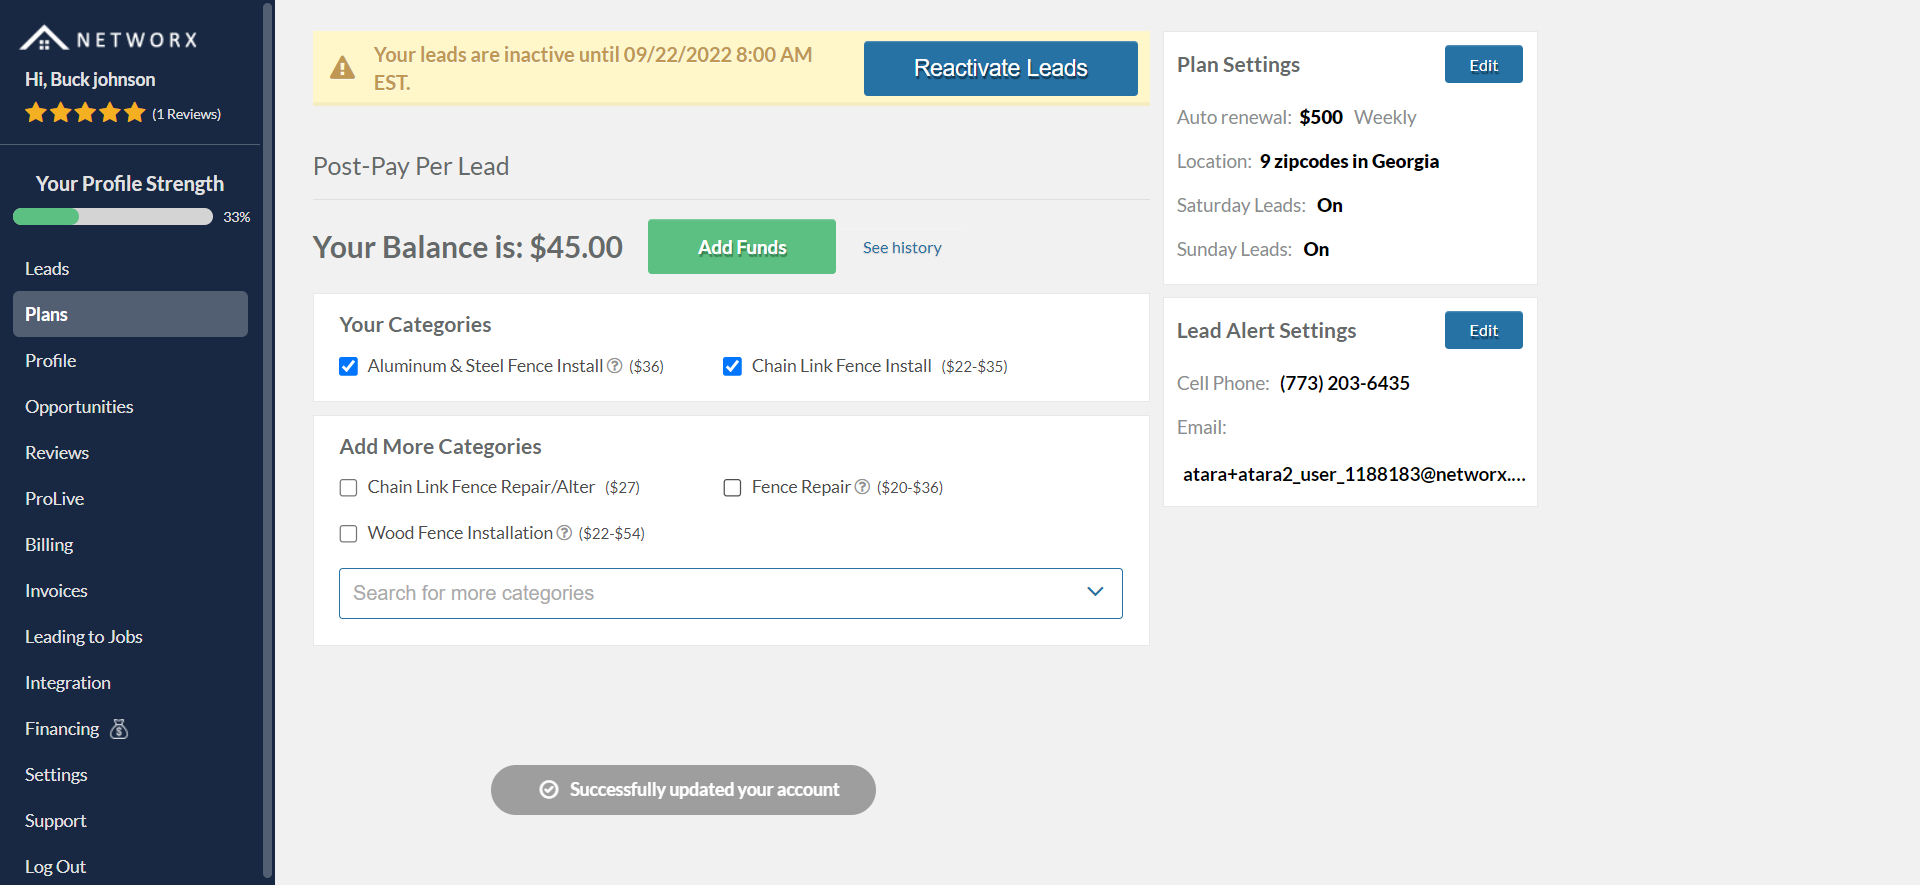 NETWORX
Hi, Buck johnson
(1 Reviews)
Your Profile Strength
33%
Leads
Plans
Profile
Opportunities
Reviews
ProLive
Billing
Invoices
Leading to Jobs
Integration
Financing
Settings
Support
Log Out
Your leads are inactive until 09/22/2022 8:00 AM
EST.
Reactivate Leads
Post-Pay Per Lead
Your Balance is: $45.00
Add Funds
See history
Your Categories
Aluminum & Steel Fence Install ? ($36)
Chain Link Fence Install ($22-$35)
Add More Categories
Chain Link Fence Repair/Alter ($27)
Fence Repair ? ($20-$36)
Wood Fence Installation ? ($22-$54)
Search for more categories
Successfully updated your account
Plan Settings
Edit
Auto renewal: $500 Weekly
Location: 9 zipcodes in Georgia
Saturday Leads: On
Sunday Leads: On
Lead Alert Settings
Edit
Cell Phone: (773) 203-6435
Email:
atara+atara2_user_1188183@networx....